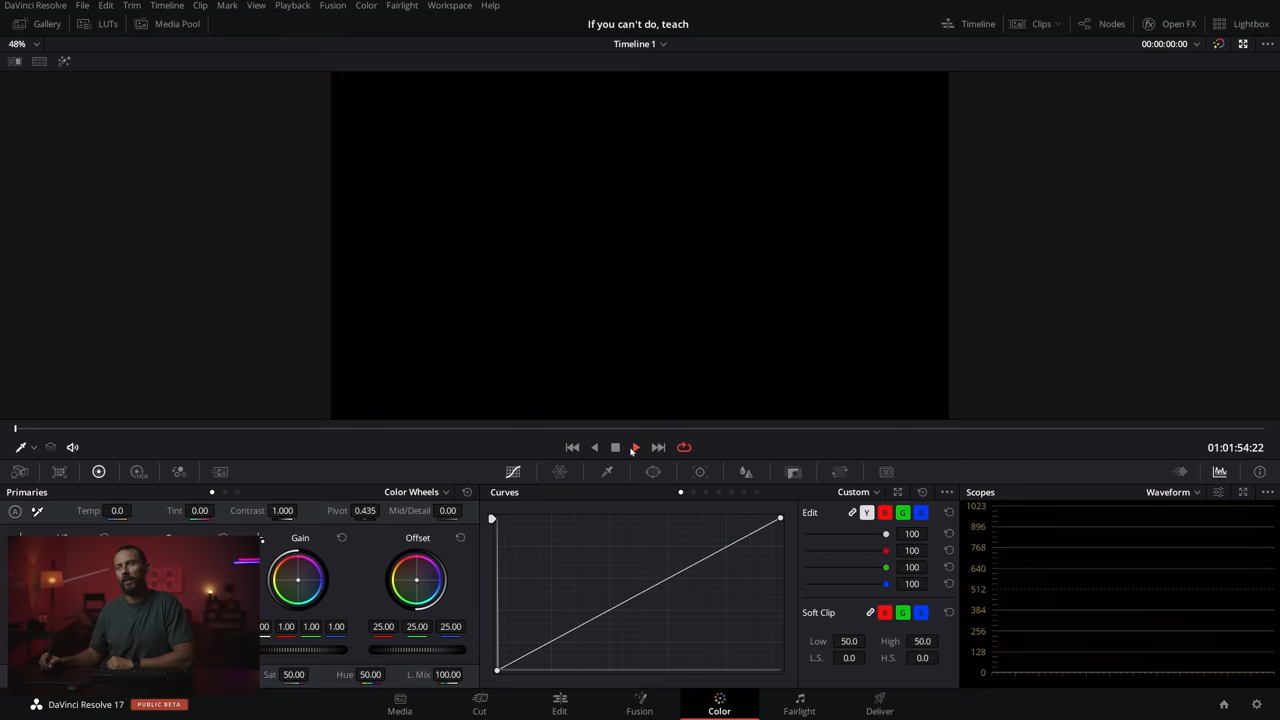 DaVinci Resolve File Edit Trim Timeline Clip Mark View Playback Fusion Color Fairlight Workspace Help
Gallery LUTs Media Pool If you can't do, teach Timeline Clips Nodes Open FX Lightbox
48% Timeline 1 00:00:00:00
01:01:54:22
Primaries Color Wheels Curves Custom Scopes Waveform
A Temp 0.0 Tint 0.00 Contrast 1.000 Pivot 0.435 Mid/Detail 0.00
Gain Offset
1.00 1.00 1.00 25.00 25.00 25.00
Sat 50.00 Hue 50.00 L. Mix 100.00
Edit Y R G B
100
100
100
100
Soft Clip R G B
Low 50.0 High 50.0
L.S. 0.0 H.S. 0.0
1023
896
768
640
512
384
256
128
0
DaVinci Resolve 17 PUBLIC BETA Media Cut Edit Fusion Color Fairlight Deliver